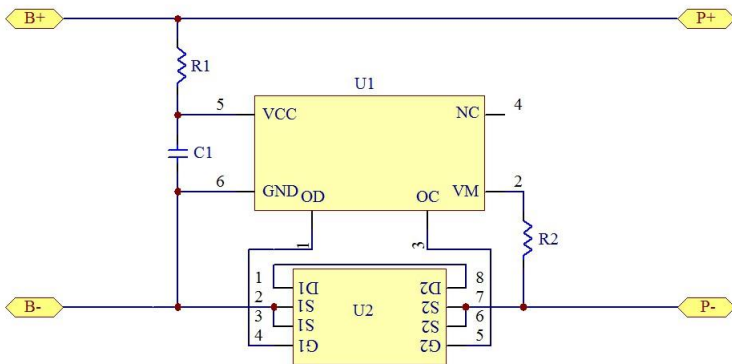 B+ P+
R1
U1
5 VCC NC 4
C1
6 GND OD OC VM 2
1 3 R2
1 D1 D2 8
B- 2 S1 U2 S2 7 P-
3 S1 S2 6
4 G1 G2 5